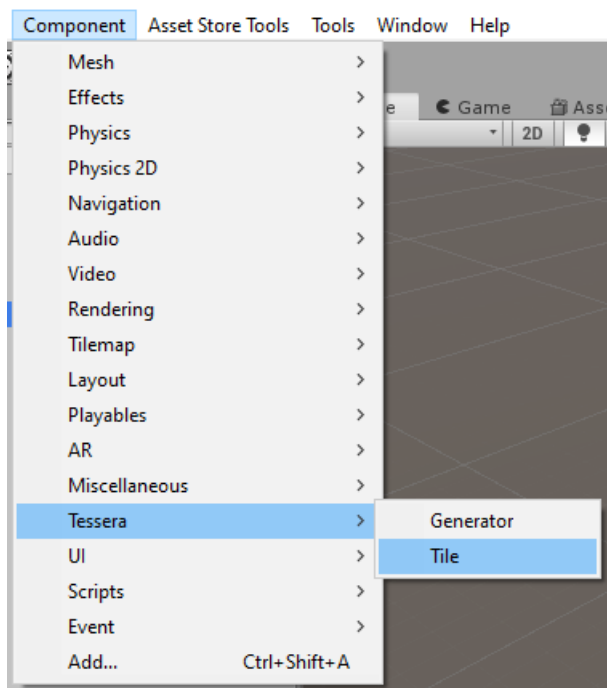 Component Asset Store Tools Tools Window Help
Mesh
Effects
e Game Ass
Physics
2D
Physics 2D
Navigation
Audio
Video
Rendering
Tilemap
Layout
Playables
AR
Miscellaneous
Tessera Generator
UI Tile
Scripts
Event
Add... Ctrl+Shift+A